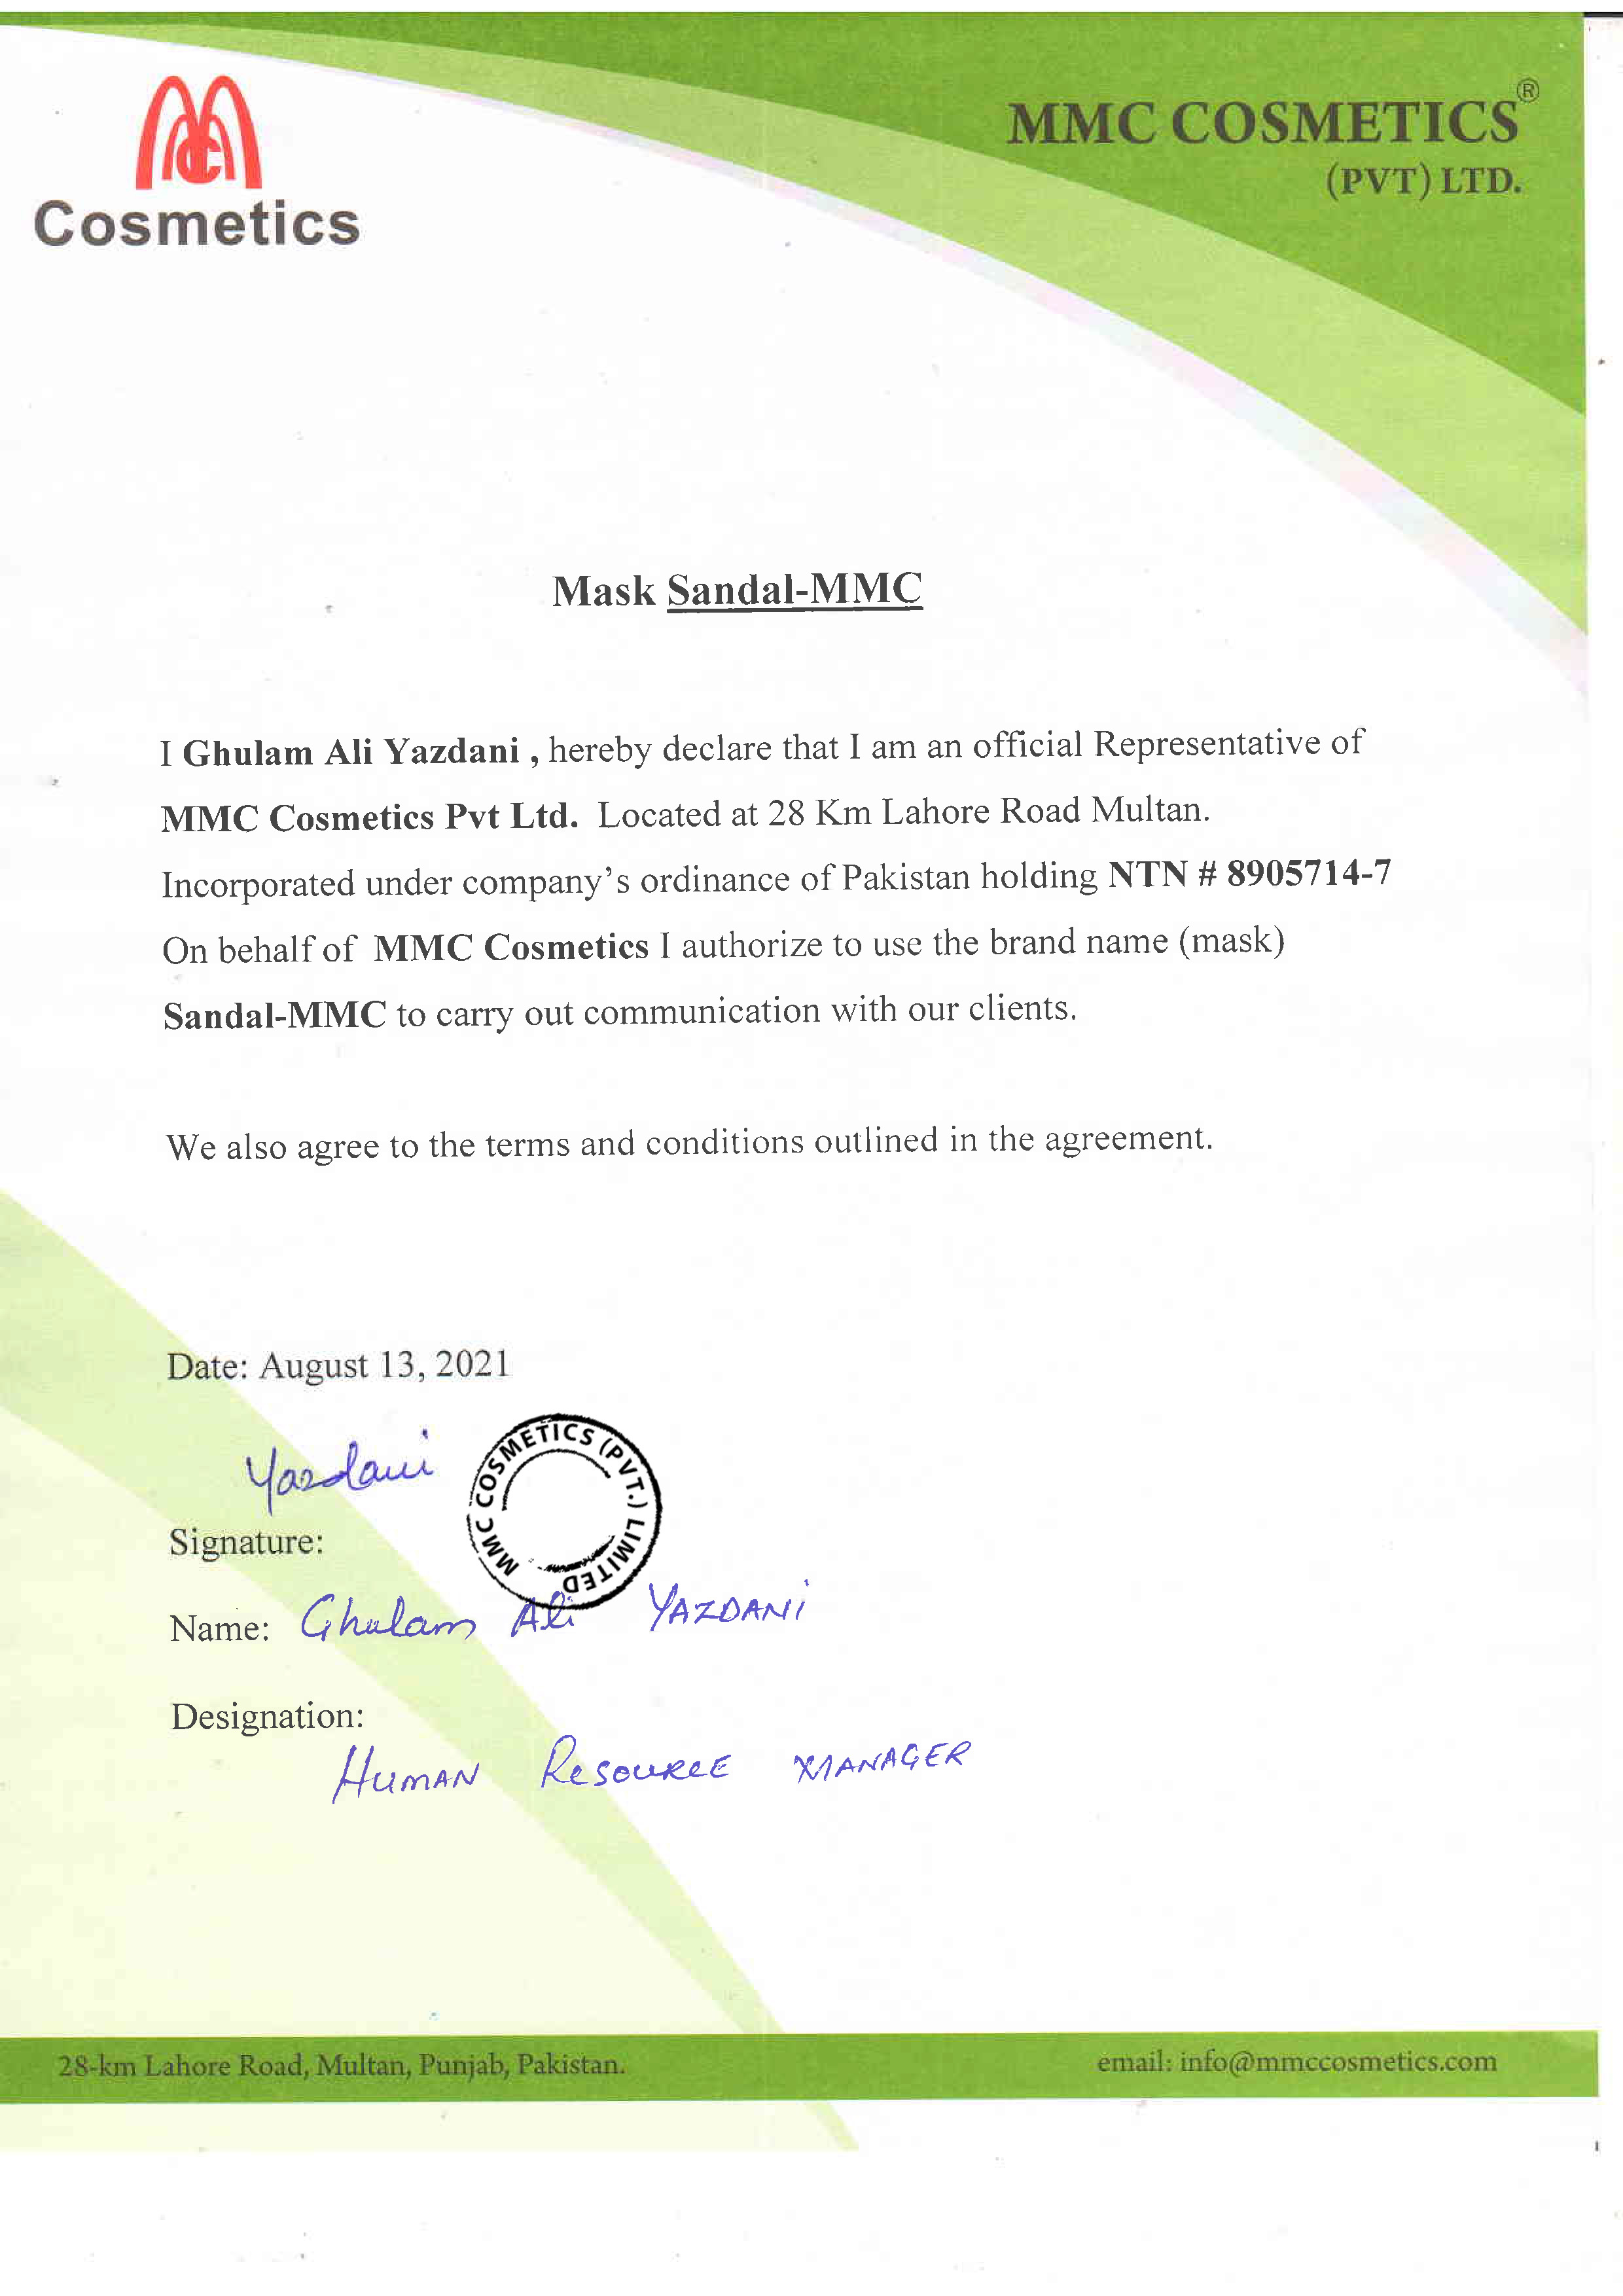 MMC
Cosmetics
MMC COSMETICS®
(PVT) LTD.
Mask Sandal-MMC
I Ghulam Ali Yazdani , hereby declare that I am an official Representative of
MMC Cosmetics Pvt Ltd. Located at 28 Km Lahore Road Multan.
Incorporated under company's ordinance of Pakistan holding NTN # 8905714-7
On behalf of MMC Cosmetics I authorize to use the brand name (mask)
Sandal-MMC to carry out communication with our clients.
We also agree to the terms and conditions outlined in the agreement.
Date: August 13, 2021
Yazdani
MMC COSMETICS (PVT.) LIMITED
Signature:
Name: Ghulam Ali YAZDANI
Designation:
HUMAN RESOURCE MANAGER
28-km Lahore Road, Multan, Punjab, Pakistan.
email: info@mmccosmetics.com